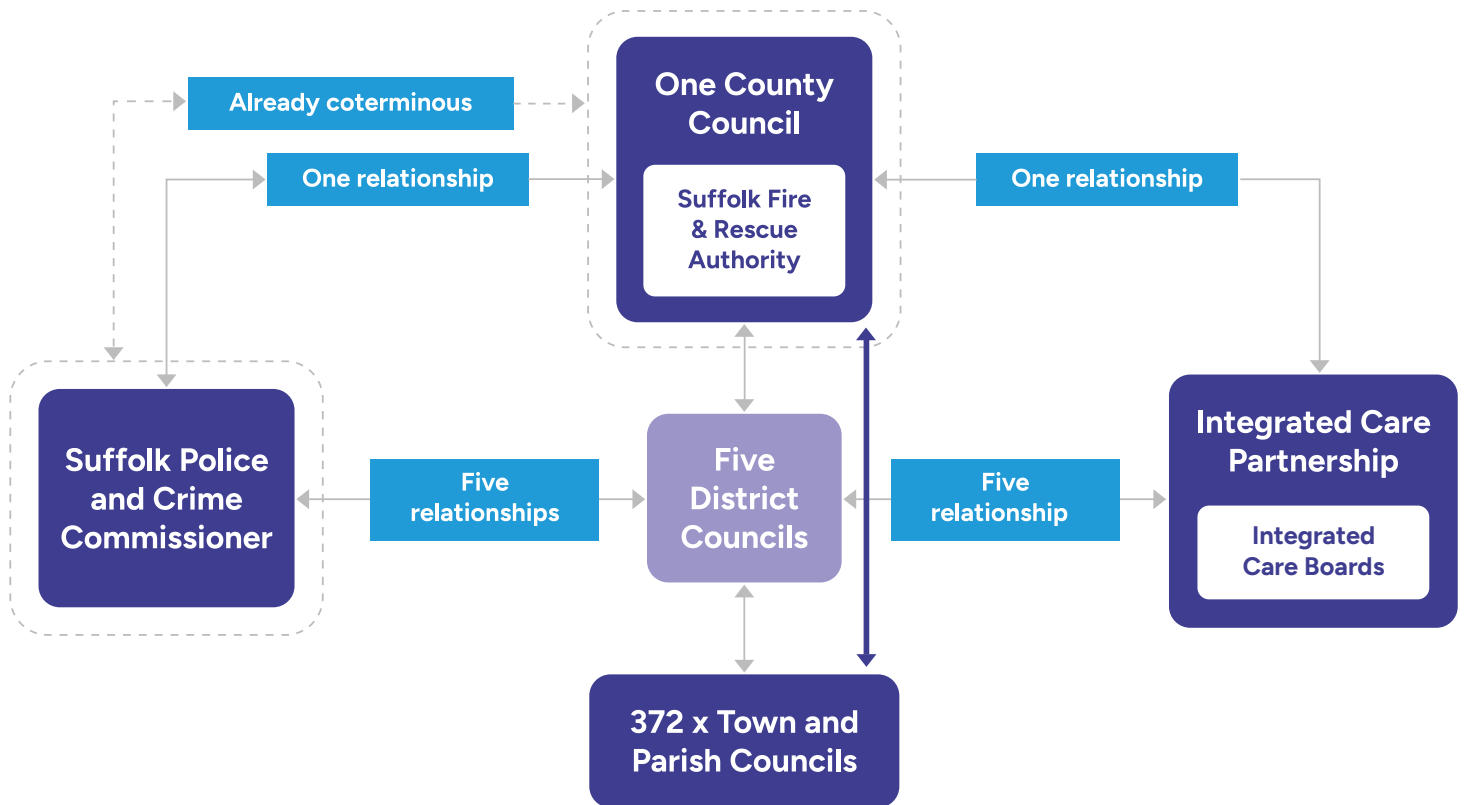 Already coterminous
One County
Council
One relationship
Suffolk Fire
& Rescue
Authority
One relationship
Suffolk Police
and Crime
Commissioner
Five
relationships
Five
District
Councils
Five
relationship
Integrated Care
Partnership
Integrated
Care Boards
372 x Town and
Parish Councils